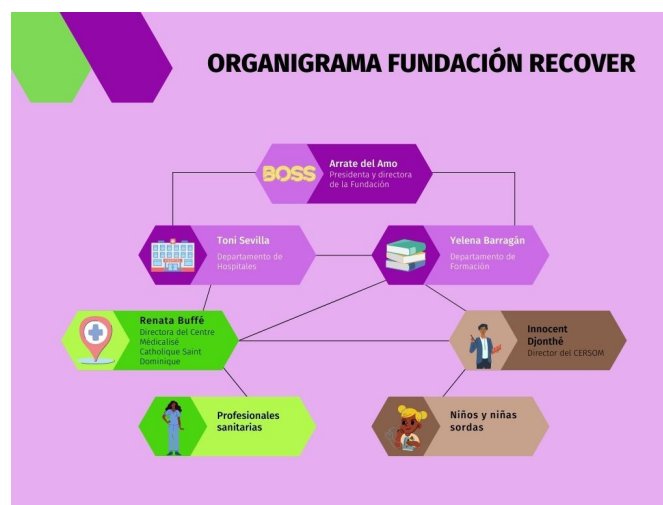 ORGANIGRAMA FUNDACIÓN RECOVER
BOSS
Arrate del Amo
Presidenta y directora
de la Fundación
Toni Sevilla
Departamento de
Hospitales
Yelena Barragán
Departamento de
Formación
Renata Buffé
Directora del Centre
Médicalisé
Catholique Saint
Dominique
Innocent
Djonthé
Director del CERSOM
Profesionales
sanitarias
Niños y niñas
sordas